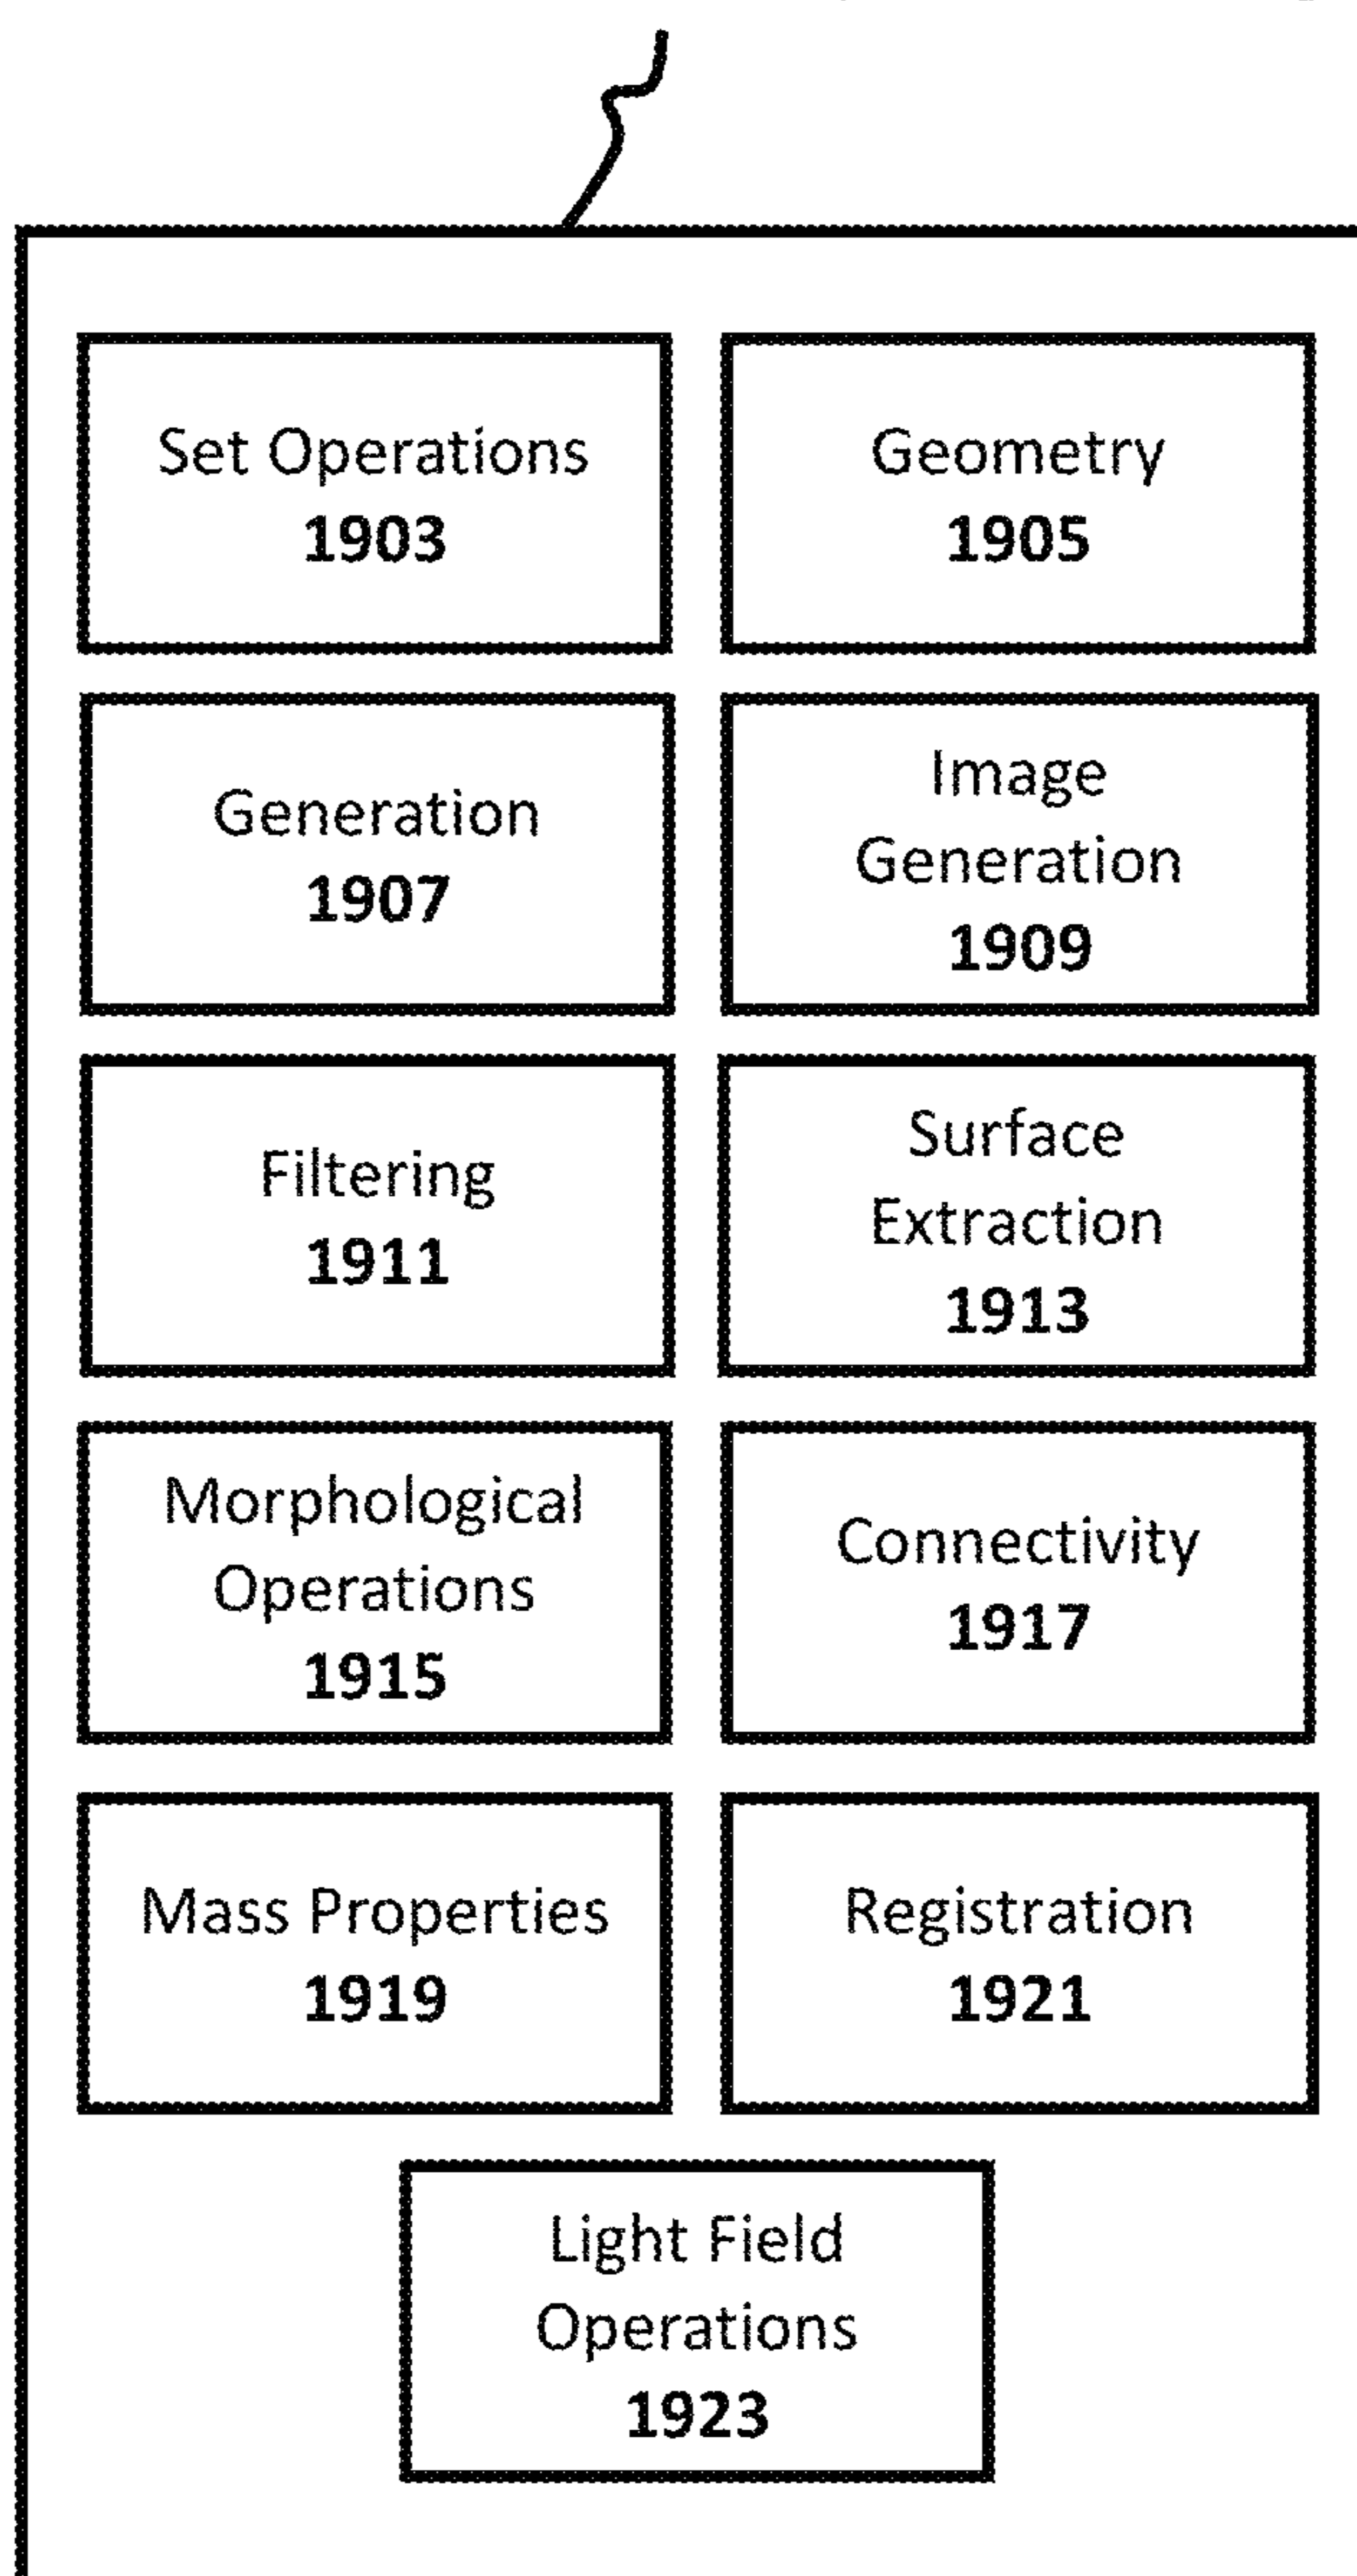 Set Operations
1903
Geometry
1905
Generation
1907
Image
Generation
1909
Filtering
1911
Surface
Extraction
1913
Morphological
Operations
1915
Connectivity
1917
Mass Properties
1919
Registration
1921
Light Field
Operations
1923